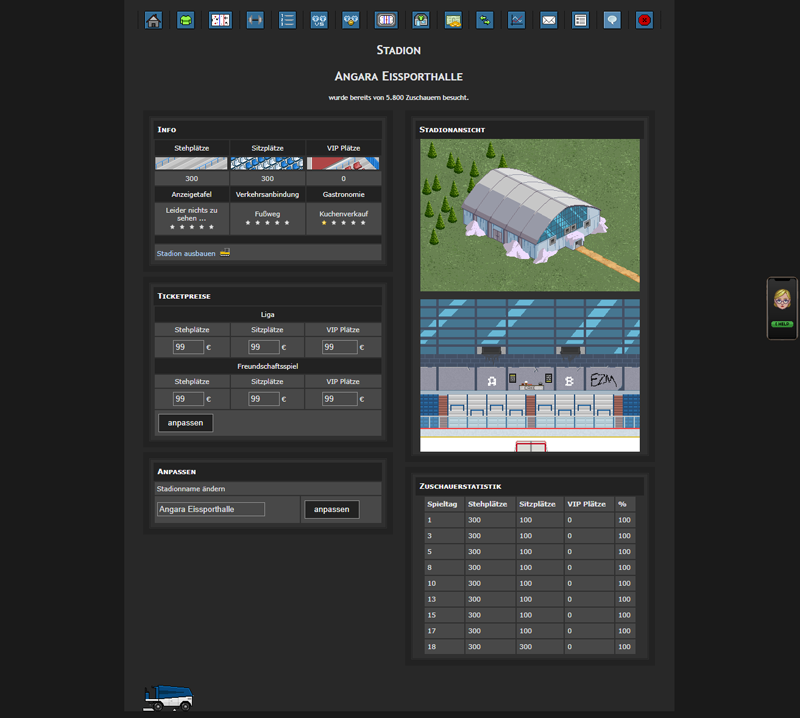 Stadion
Angara Eissporthalle
wurde bereits von 5.800 Zuschauern besucht.
Info
Stehplätze Sitzplätze VIP Plätze
300 300 0
Anzeigetafel Verkehrsanbindung Gastronomie
Leider nichts zu sehen ... Fußweg Kuchenverkauf
Stadion ausbauen
Ticketpreise
Liga
Stehplätze Sitzplätze VIP Plätze
99 € 99 € 99 €
Freundschaftsspiel
Stehplätze Sitzplätze VIP Plätze
99 € 99 € 99 €
anpassen
Anpassen
Stadionname ändern
Angara Eissporthalle anpassen
Stadionansicht
A B EZM
Zuschauerstatistik
Spieltag Stehplätze Sitzplätze VIP Plätze %
1 300 100 0 100
3 300 100 0 100
5 300 100 0 100
8 300 100 0 100
10 300 100 0 100
13 300 100 0 100
15 300 100 0 100
17 300 100 0 100
18 300 300 0 100